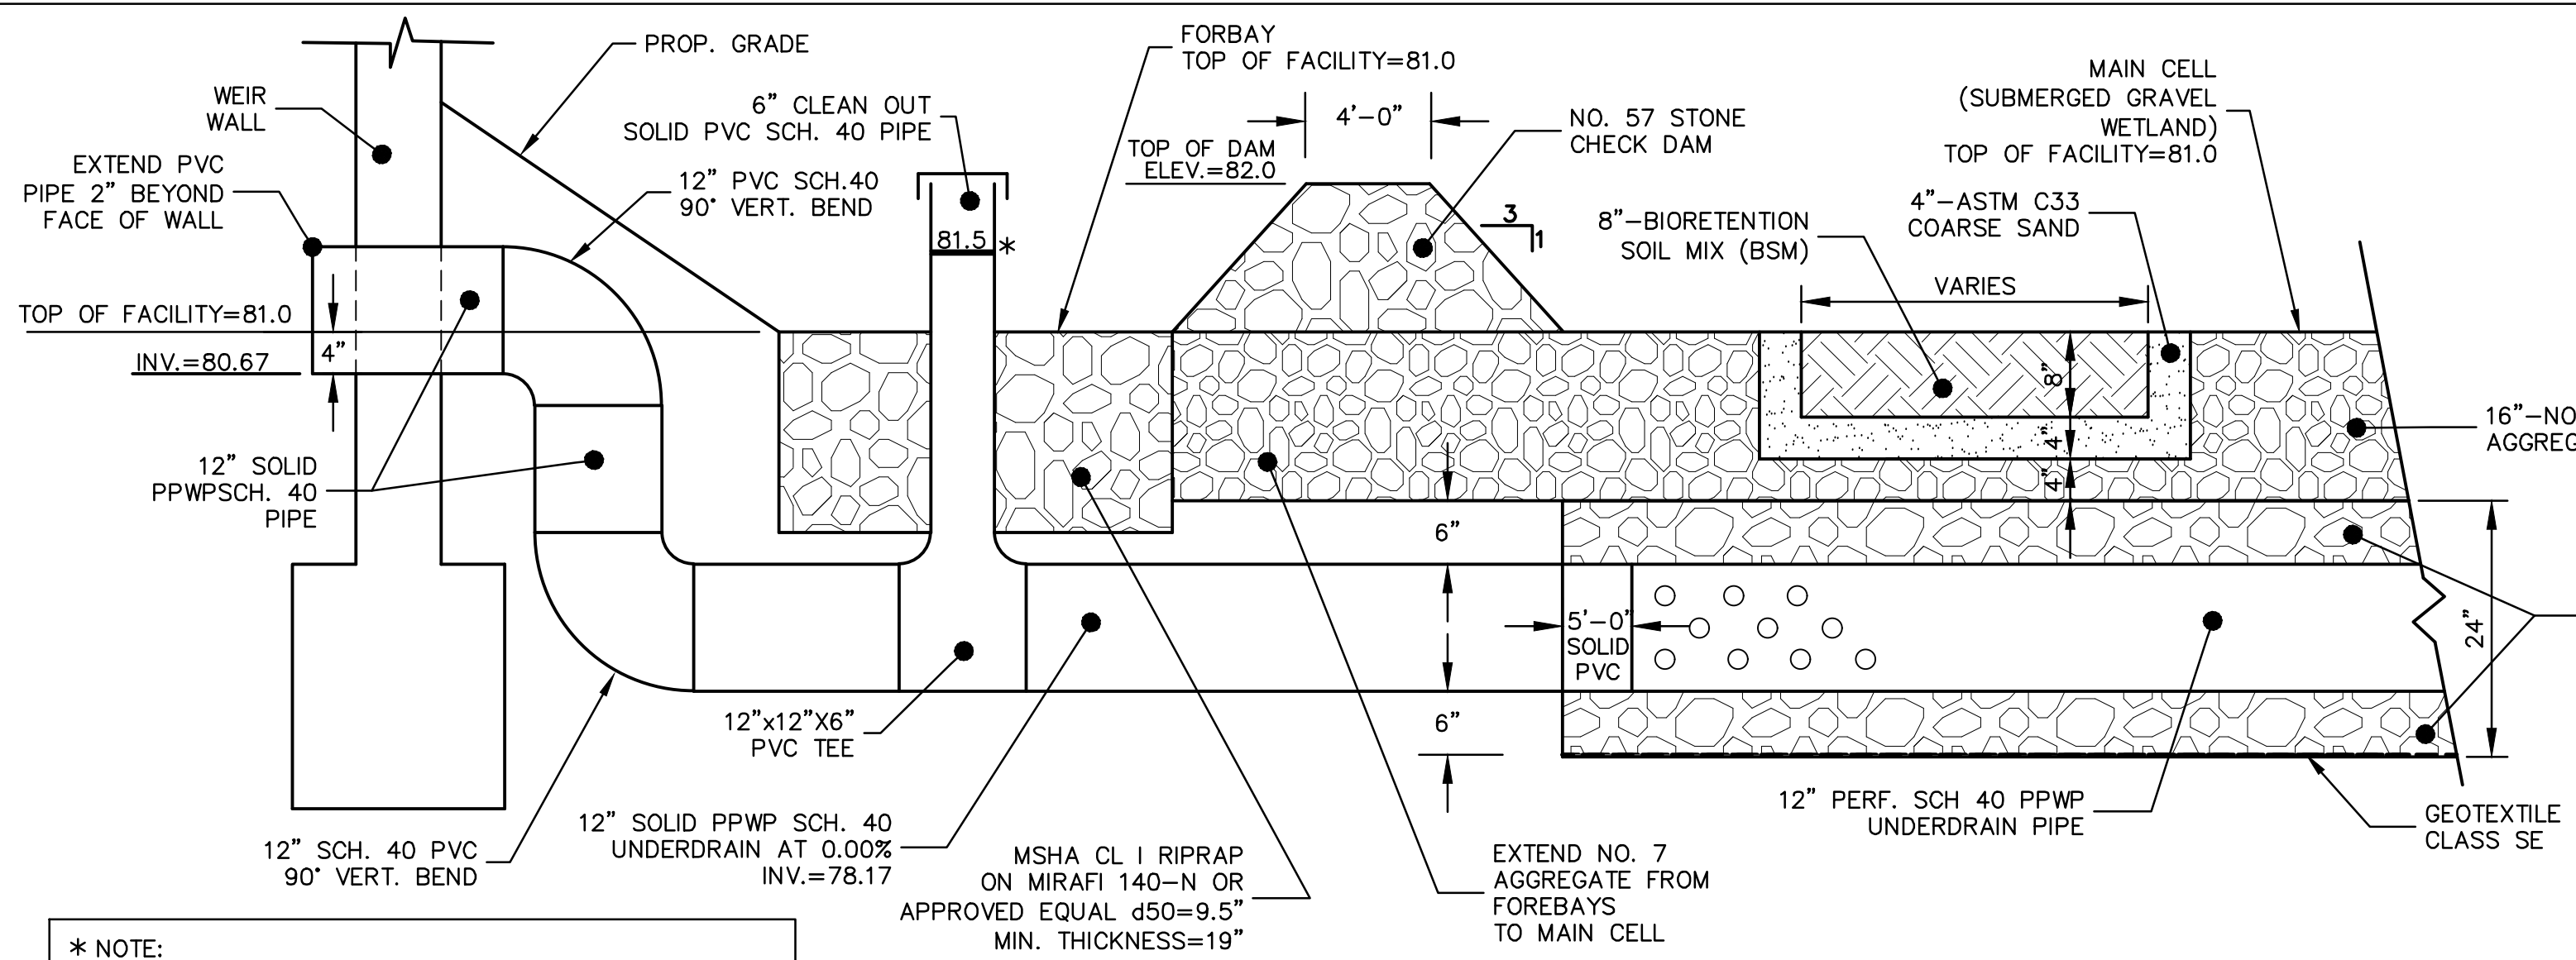 PROP. GRADE
FORBAY
TOP OF FACILITY=81.0
MAIN CELL
(SUBMERGED GRAVEL
WETLAND)
TOP OF FACILITY=81.0
WEIR
WALL
6" CLEAN OUT
SOLID PVC SCH. 40 PIPE
4'-0"
NO. 57 STONE
CHECK DAM
TOP OF DAM
ELEV.=82.0
EXTEND PVC
PIPE 2" BEYOND
FACE OF WALL
12" PVC SCH.40
90° VERT. BEND
3
1
8"-BIORETENTION
SOIL MIX (BSM)
4"-ASTM C33
COARSE SAND
81.5 *
VARIES
TOP OF FACILITY=81.0
4"
INV.=80.67
8"
4"
4"
16"-NO
AGGREG
12" SOLID
PPWPSCH. 40
PIPE
6"
5'-0"
SOLID
PVC
24"
6"
12"x12"X6"
PVC TEE
12" SCH. 40 PVC
90° VERT. BEND
12" SOLID PPWP SCH. 40
UNDERDRAIN AT 0.00%
INV.=78.17
MSHA CL I RIPRAP
ON MIRAFI 140-N OR
APPROVED EQUAL d50=9.5"
MIN. THICKNESS=19"
EXTEND NO. 7
AGGREGATE FROM
FOREBAYS
TO MAIN CELL
12" PERF. SCH 40 PPWP
UNDERDRAIN PIPE
GEOTEXTILE
CLASS SE
* NOTE: